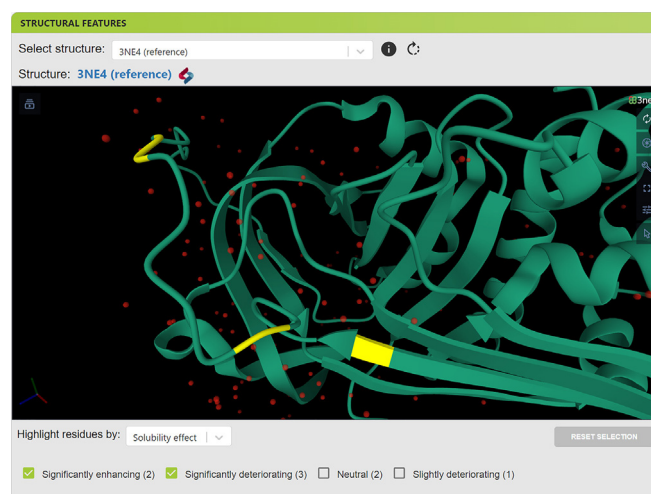 STRUCTURAL FEATURES
Select structure: 3NE4 (reference)
Structure: 3NE4 (reference)
3ne
Highlight residues by: Solubility effect
RESET SELECTION
Significantly enhancing (2) Significantly deteriorating (3) Neutral (2) Slightly deteriorating (1)